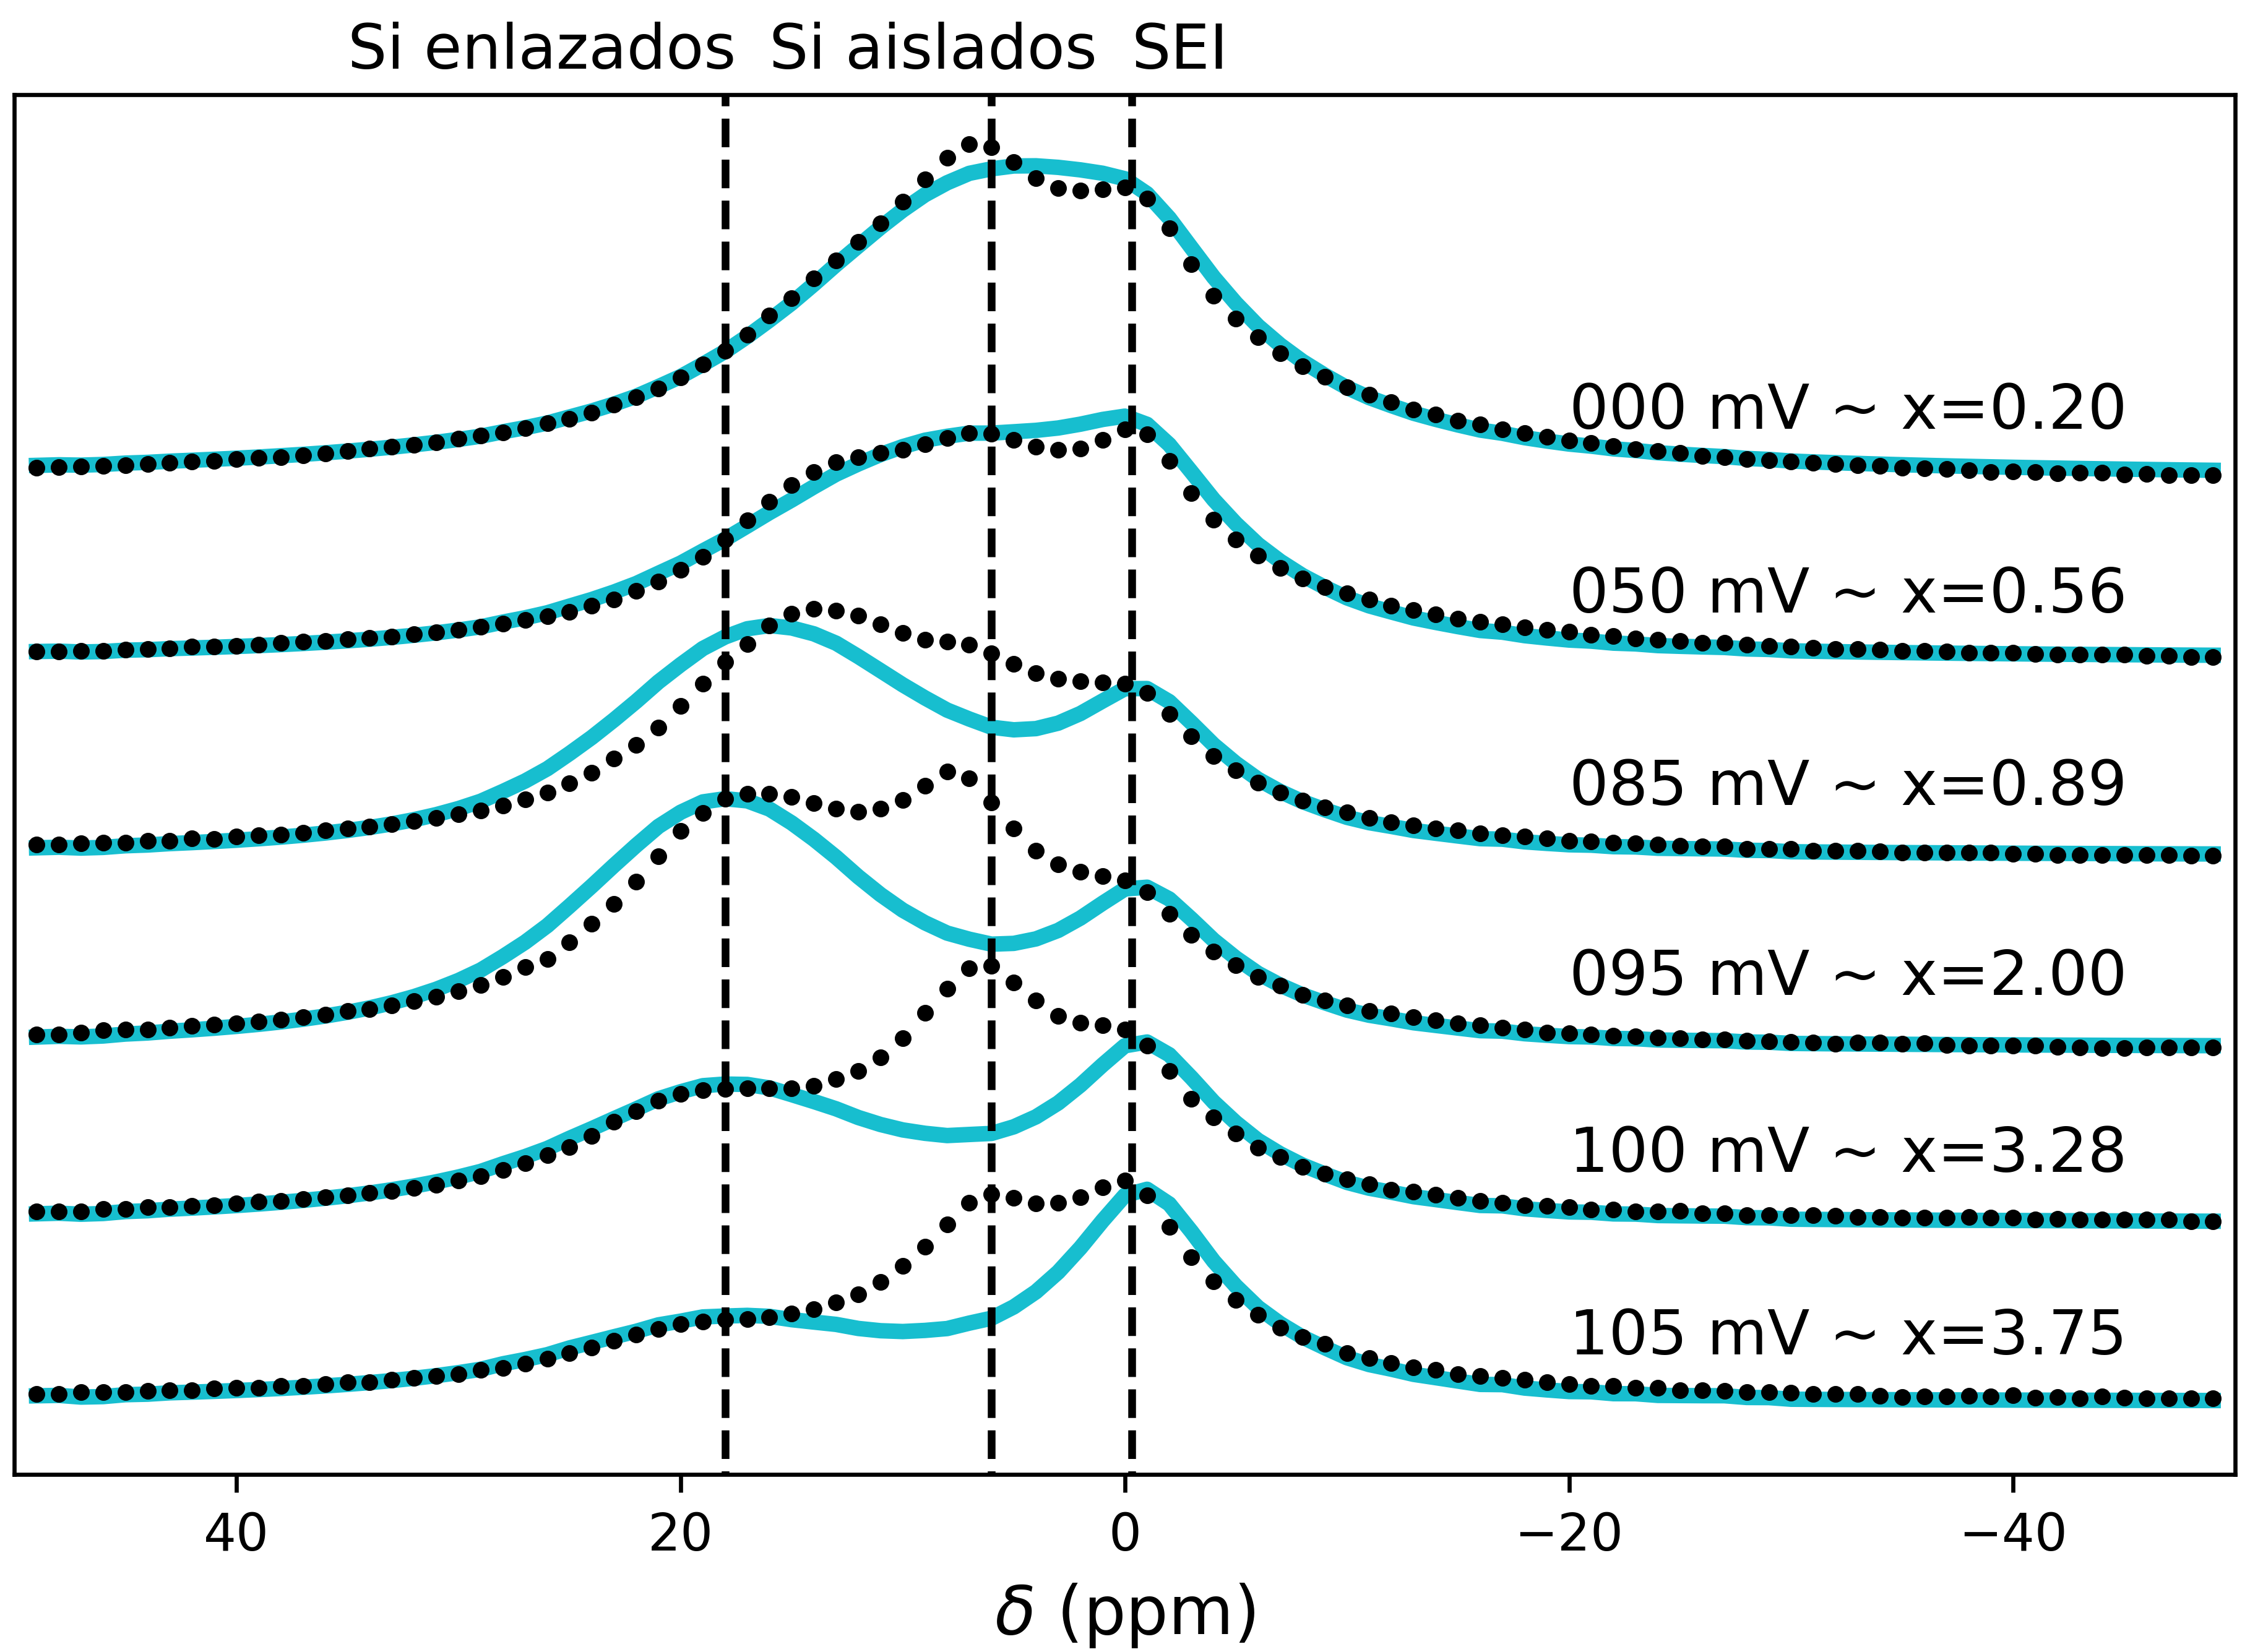 Si enlazados Si aislados SEI
000 mV ~ x=0.20
050 mV ~ x=0.56
085 mV ~ x=0.89
095 mV ~ x=2.00
100 mV ~ x=3.28
105 mV ~ x=3.75
40 20 0 −20 −40
δ (ppm)